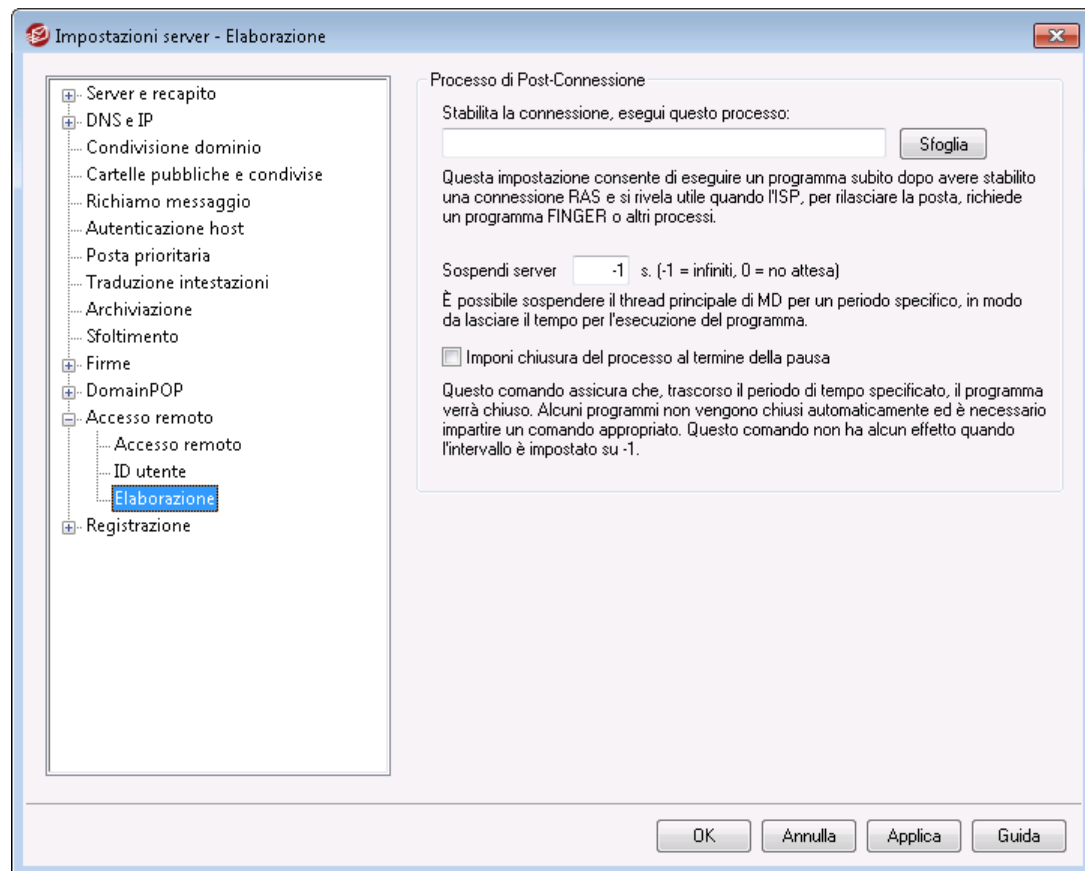 Impostazioni server - Elaborazione
Server e recapito
DNS e IP
Condivisione dominio
Cartelle pubbliche e condivise
Richiamo messaggio
Autenticazione host
Posta prioritaria
Traduzione intestazioni
Archiviazione
Sfoltimento
Firme
DomainPOP
Accesso remoto
Accesso remoto
ID utente
Elaborazione
Registrazione
Processo di Post-Connessione
Stabilita la connessione, esegui questo processo:
Sfoglia
Questa impostazione consente di eseguire un programma subito dopo avere stabilito
una connessione RAS e si rivela utile quando l'ISP, per rilasciare la posta, richiede
un programma FINGER o altri processi.
Sospendi server -1 s. (-1 = infiniti, 0 = no attesa)
È possibile sospendere il thread principale di MD per un periodo specifico, in modo
da lasciare il tempo per l'esecuzione del programma.
Imponi chiusura del processo al termine della pausa
Questo comando assicura che, trascorso il periodo di tempo specificato, il programma
verrà chiuso. Alcuni programmi non vengono chiusi automaticamente ed è necessario
impartire un comando appropriato. Questo comando non ha alcun effetto quando
l'intervallo è impostato su -1.
OK Annulla Applica Guida